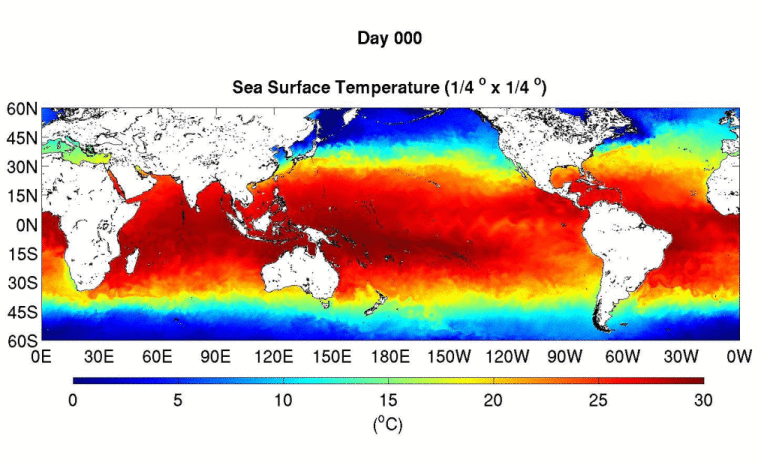 Day 000
Sea Surface Temperature (1/4 ° x 1/4 °)
60N
45N
30N
15N
0N
15S
30S
45S
60S
0E 30E 60E 90E 120E 150E 180E 150W 120W 90W 60W 30W 0W
0 5 10 15 20 25 30
(°C)